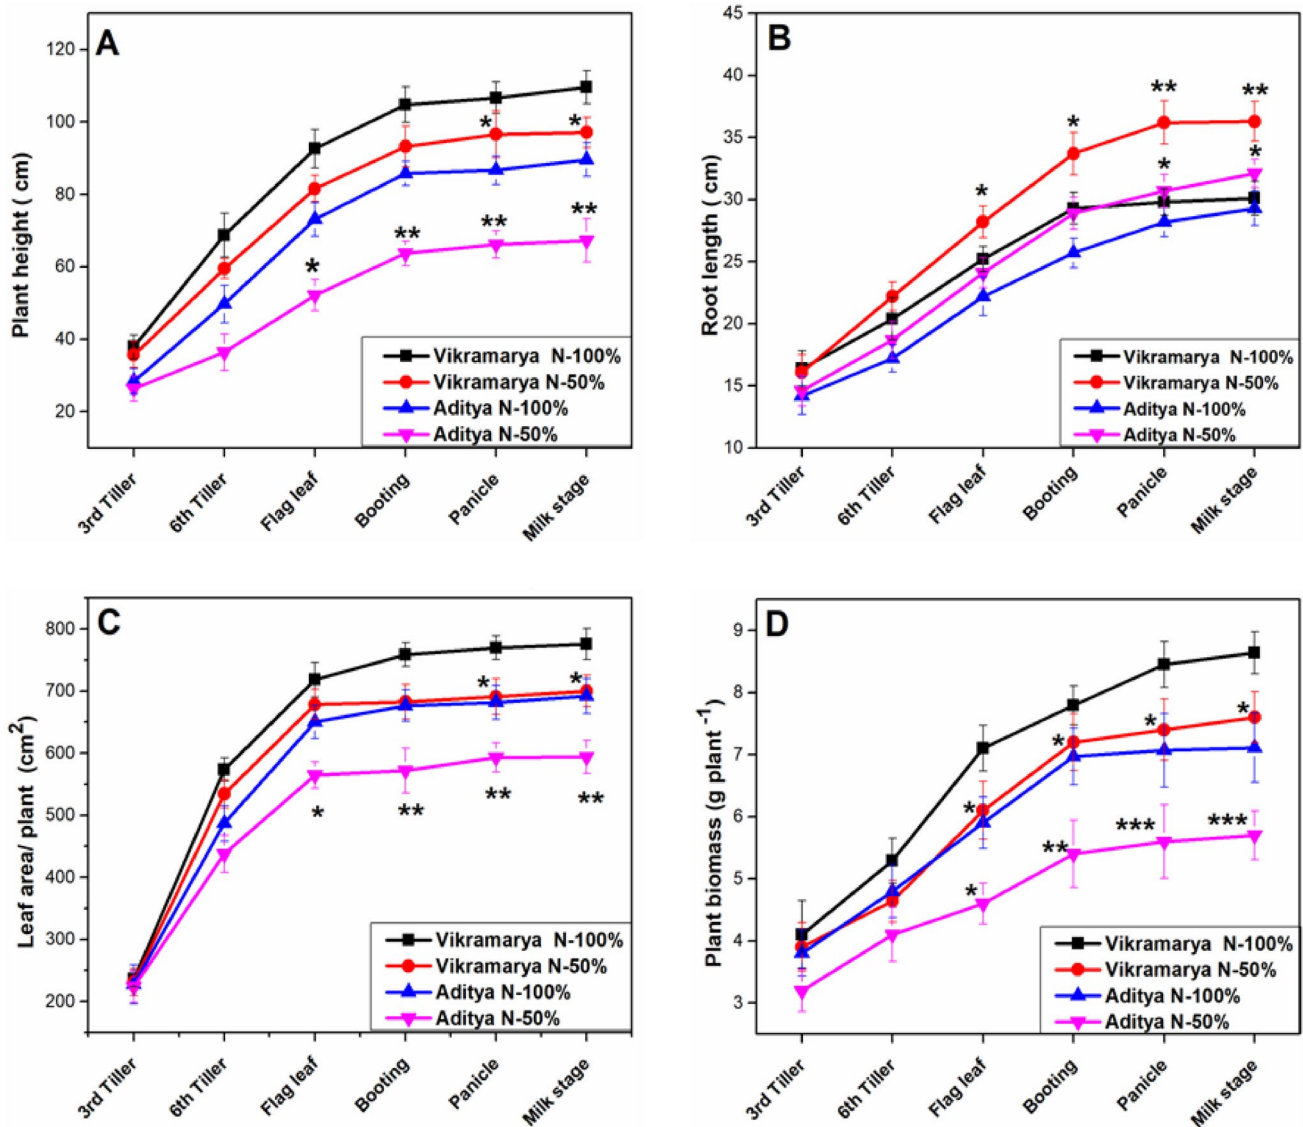 A
Plant height ( cm)
120
100
80
60
40
20
*
*
*
**
**
**
Vikramarya N-100%
Vikramarya N-50%
Aditya N-100%
Aditya N-50%
3rd Tiller
6th Tiller
Flag leaf
Booting
Panicle
Milk stage
B
Root length ( cm)
45
40
35
30
25
20
15
10
*
*
**
**
*
*
Vikramarya N-100%
Vikramarya N-50%
Aditya N-100%
Aditya N-50%
3rd Tiller
6th Tiller
Flag leaf
Booting
Panicle
Milk stage
C
Leaf area/ plant (cm²)
800
700
600
500
400
300
200
*
*
*
**
**
**
Vikramarya N-100%
Vikramarya N-50%
Aditya N-100%
Aditya N-50%
3rd Tiller
6th Tiller
Flag leaf
Booting
Panicle
Milk stage
D
Plant biomass (g plant ⁻¹)
9
8
7
6
5
4
3
*
*
*
*
*
**
***
***
Vikramarya N-100%
Vikramarya N-50%
Aditya N-100%
Aditya N-50%
3rd Tiller
6th Tiller
Flag leaf
Booting
Panicle
Milk stage